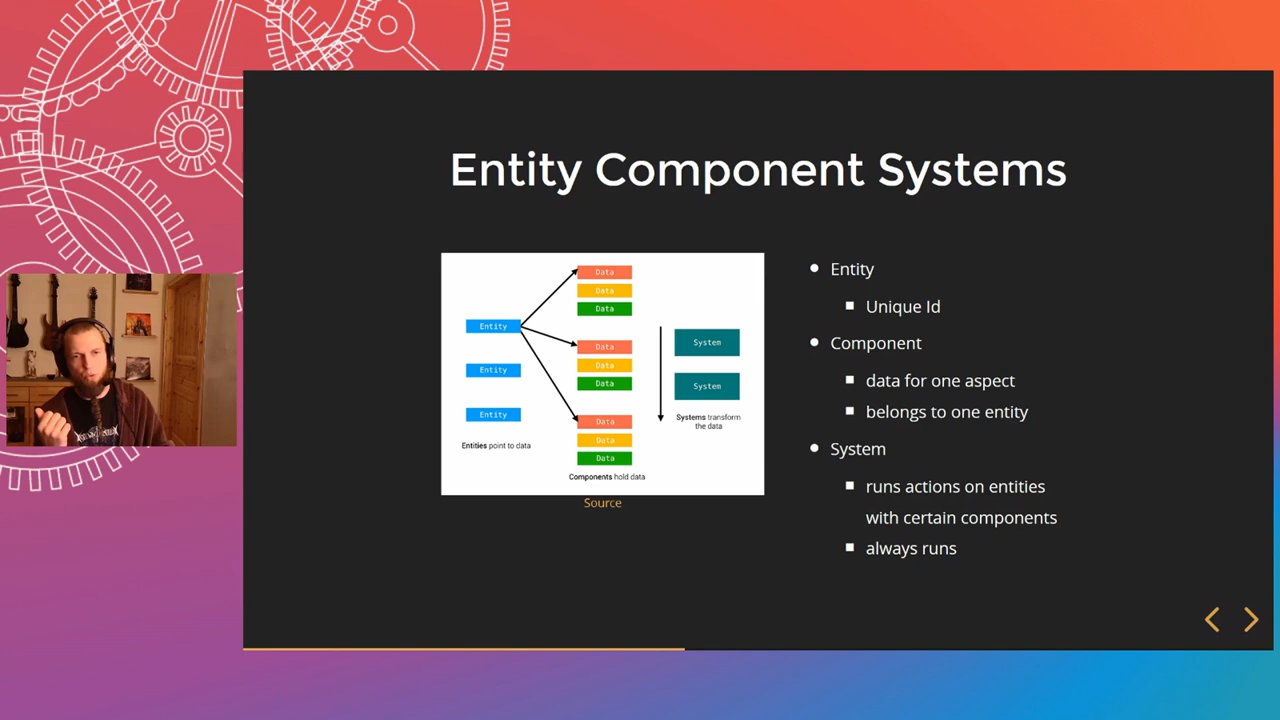 Entity Component Systems
Data
Data
Data
Entity
Data
Data
Data
Entity
Entity
Data
Data
Data
Entities point to data
Components hold data
System
System
Systems transform
the data
Source
Entity
Unique Id
Component
data for one aspect
belongs to one entity
System
runs actions on entities
with certain components
always runs